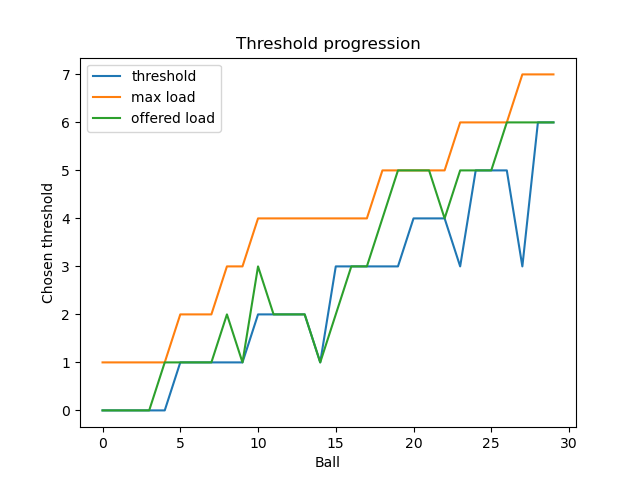 Threshold progression
threshold
max load
offered load
Chosen threshold
7
6
5
4
3
2
1
0
0 5 10 15 20 25 30
Ball